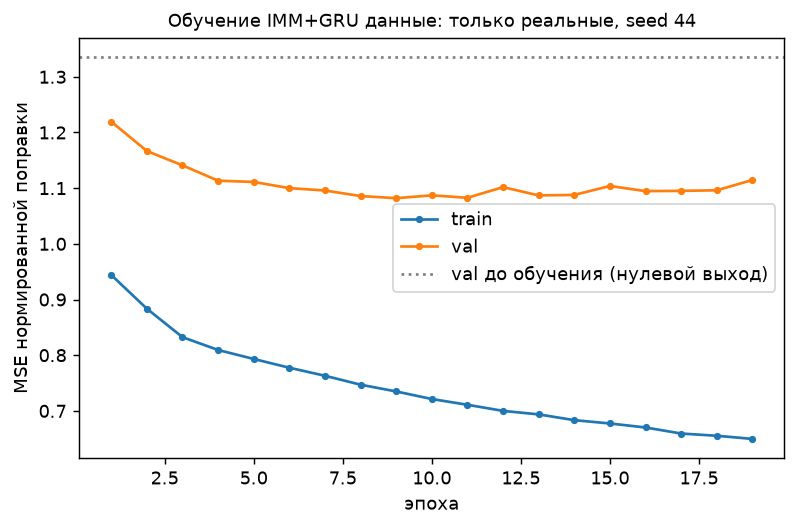 Обучение IMM+GRU данные: только реальные, seed 44
MSE нормированной поправки
1.3
1.2
1.1
1.0
0.9
0.8
0.7
train
val
val до обучения (нулевой выход)
2.5 5.0 7.5 10.0 12.5 15.0 17.5
эпоха